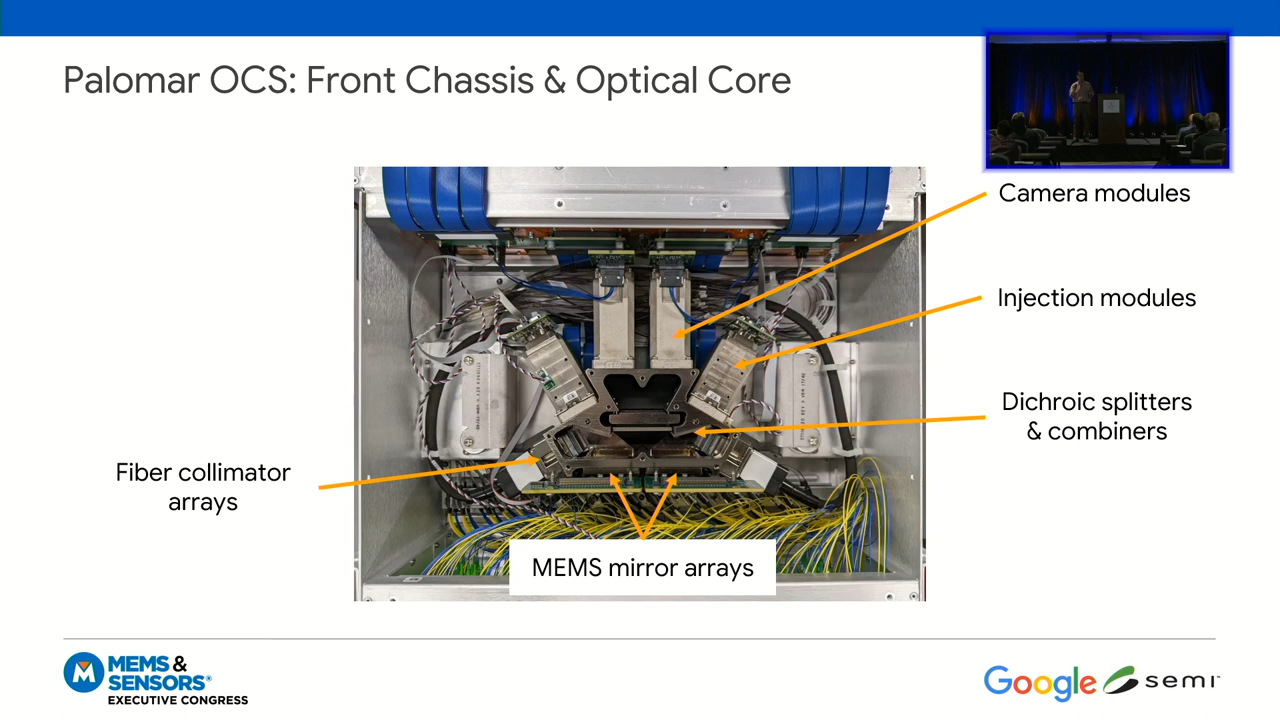 Palomar OCS: Front Chassis & Optical Core
Camera modules
Injection modules
Dichroic splitters
& combiners
Fiber collimator
arrays
MEMS mirror arrays
MEMS &
SENSORS®
EXECUTIVE CONGRESS
Google
semi™